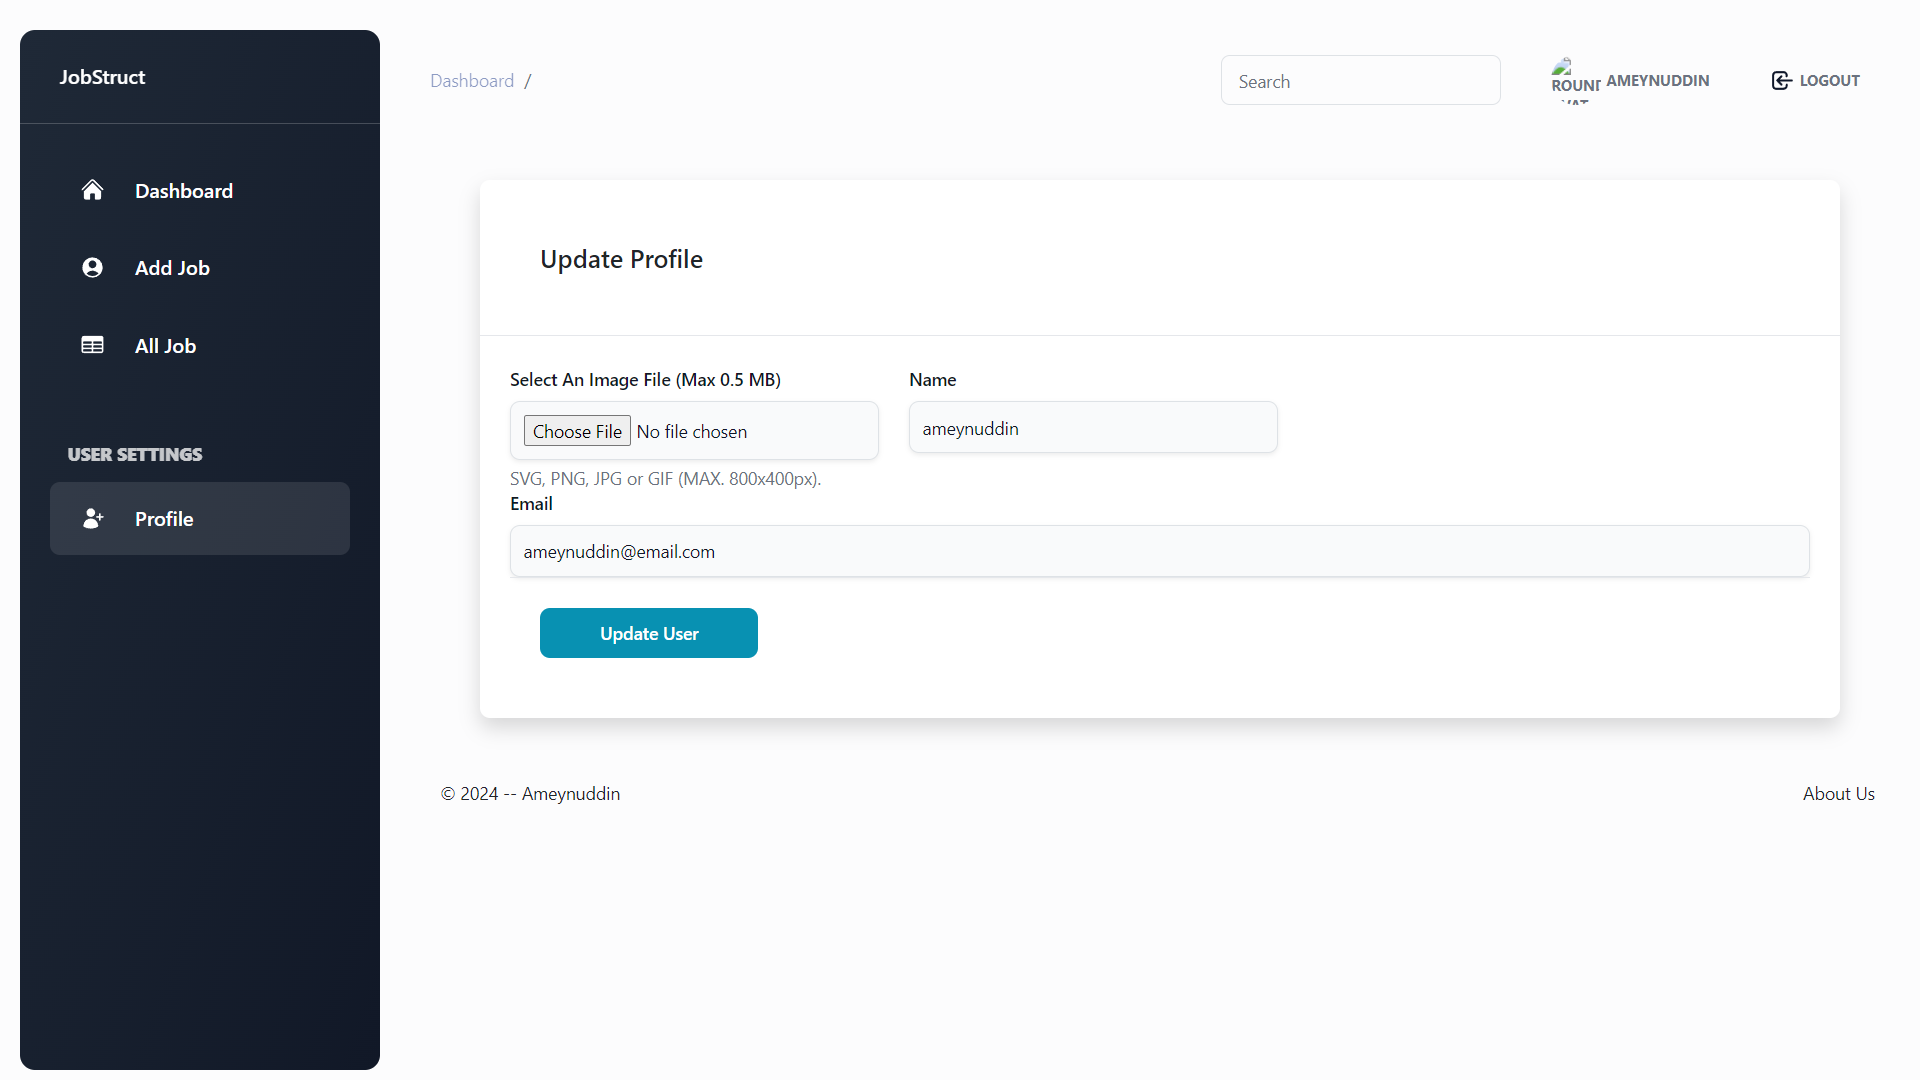 JobStruct
Dashboard
Add Job
All Job
USER SETTINGS
Profile
Dashboard /
Search
ROUNI
AMEYNUDDIN
LOGOUT
Update Profile
Select An Image File (Max 0.5 MB)
Choose File No file chosen
SVG, PNG, JPG or GIF (MAX. 800x400px).
Name
ameynuddin
Email
ameynuddin@email.com
Update User
© 2024 -- Ameynuddin
About Us